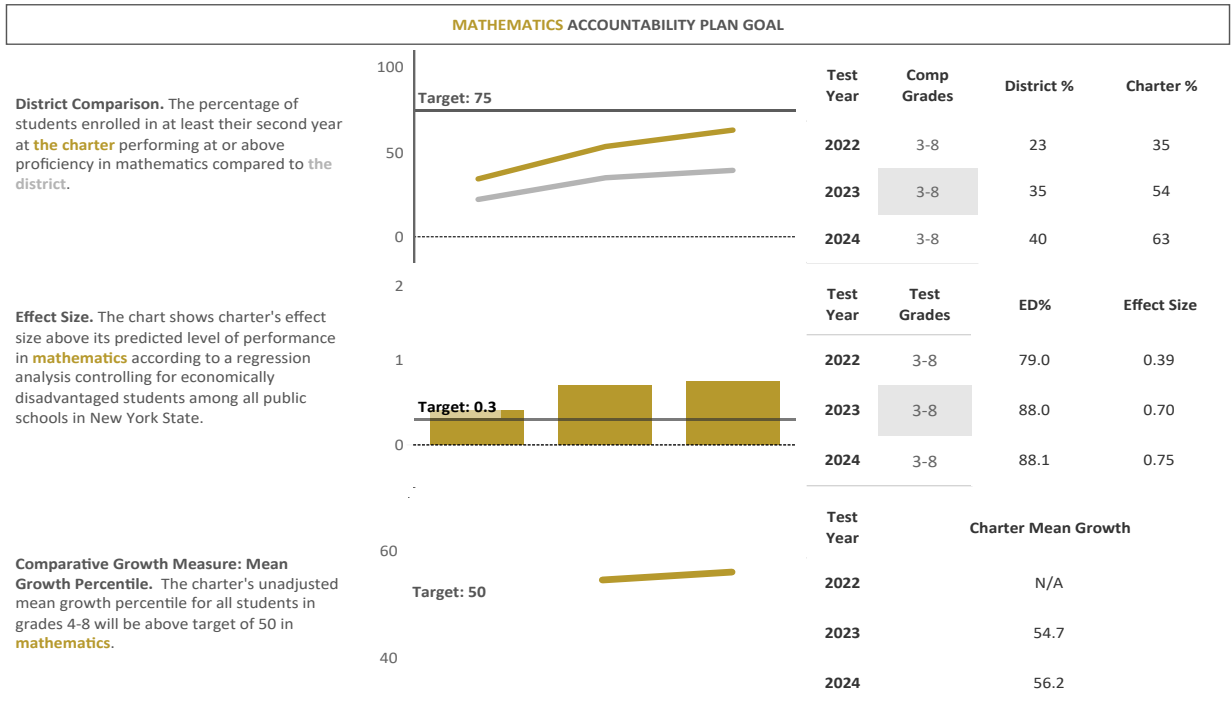 MATHEMATICS ACCOUNTABILITY PLAN GOAL
District Comparison. The percentage of
students enrolled in at least their second year
at the charter performing at or above
proficiency in mathematics compared to the
district.
100
Target: 75
50
0
Test Year Comp Grades District % Charter %
2022 3-8 23 35
2023 3-8 35 54
2024 3-8 40 63
Effect Size. The chart shows charter's effect
size above its predicted level of performance
in mathematics according to a regression
analysis controlling for economically
disadvantaged students among all public
schools in New York State.
2
1
Target: 0.3
0
Test Year Test Grades ED% Effect Size
2022 3-8 79.0 0.39
2023 3-8 88.0 0.70
2024 3-8 88.1 0.75
Comparative Growth Measure: Mean
Growth Percentile. The charter's unadjusted
mean growth percentile for all students in
grades 4-8 will be above target of 50 in
mathematics.
60
Target: 50
40
Test Year Charter Mean Growth
2022 N/A
2023 54.7
2024 56.2